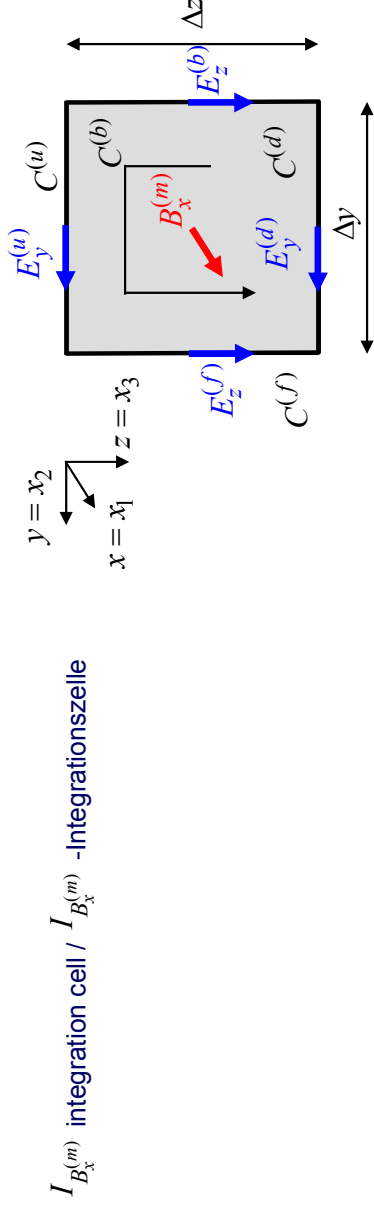 I_{B_x^{(m)}} integration cell / I_{B_x^{(m)}} -Integrationszelle
y = x_2
x = x_1
z = x_3
E_y^{(u)}
C^{(u)}
C^{(b)}
B_x^{(m)}
E_z^{(f)}
E_z^{(b)}
Δz
C^{(f)}
E_y^{(d)}
C^{(d)}
Δy